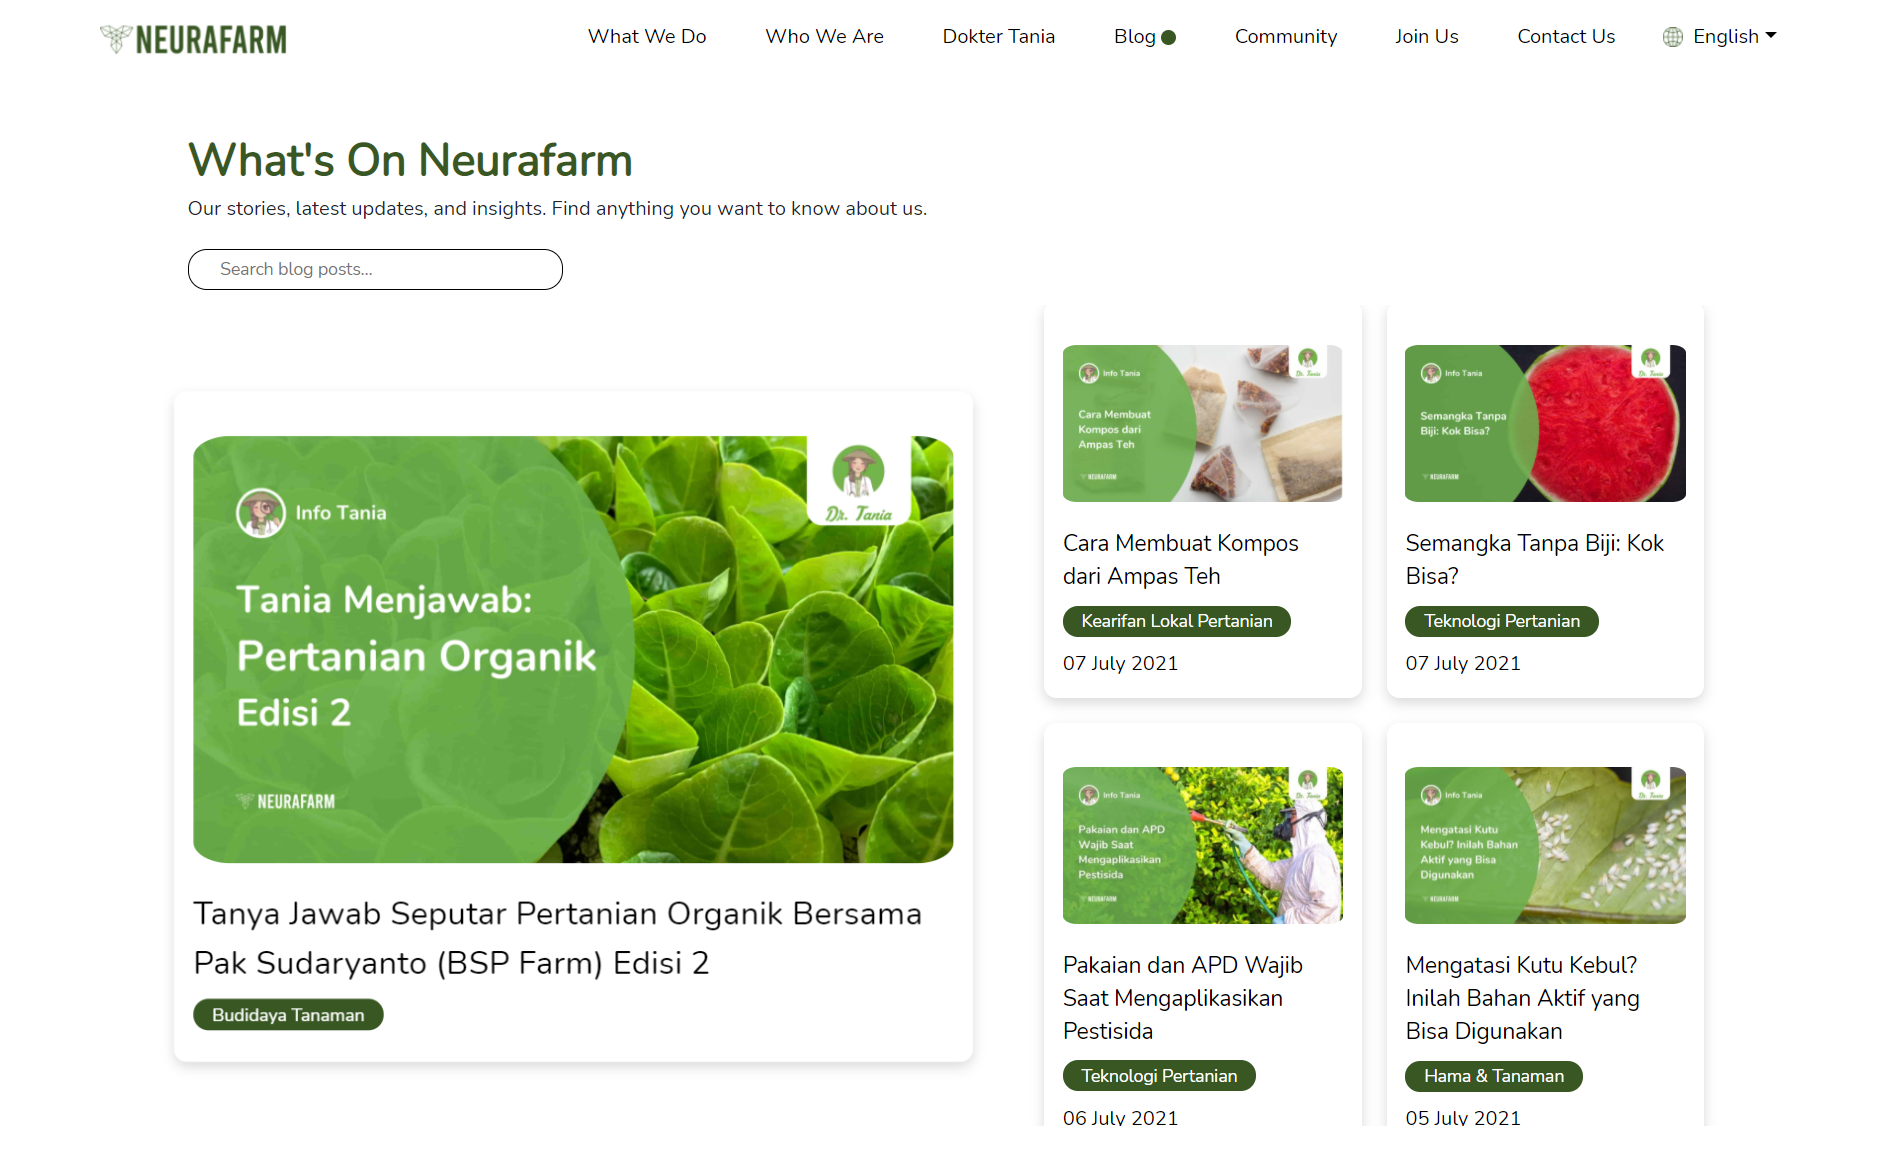 NEURAFARM
What We Do
Who We Are
Dokter Tania
Blog
Community
Join Us
Contact Us
English
What's On Neurafarm
Our stories, latest updates, and insights. Find anything you want to know about us.
Search blog posts...
Info Tania
Dr. Tania
Tania Menjawab:
Pertanian Organik
Edisi 2
NEURAFARM
Tanya Jawab Seputar Pertanian Organik Bersama
Pak Sudaryanto (BSP Farm) Edisi 2
Budidaya Tanaman
Info Tania
Dr. Tania
Cara Membuat
Kompos dari
Ampas Teh
NEURAFARM
Cara Membuat Kompos
dari Ampas Teh
Kearifan Lokal Pertanian
07 July 2021
Info Tania
Dr. Tania
Semangka Tanpa
Biji: Kok Bisa?
NEURAFARM
Semangka Tanpa Biji: Kok
Bisa?
Teknologi Pertanian
07 July 2021
Info Tania
Dr. Tania
Pakaian dan APD
Wajib Saat
Mengaplikasikan
Pestisida
NEURAFARM
Pakaian dan APD Wajib
Saat Mengaplikasikan
Pestisida
Teknologi Pertanian
06 July 2021
Info Tania
Dr. Tania
Mengatasi Kutu
Kebul? Inilah Bahan
Aktif yang Bisa
Digunakan
NEURAFARM
Mengatasi Kutu Kebul?
Inilah Bahan Aktif yang
Bisa Digunakan
Hama & Tanaman
05 July 2021